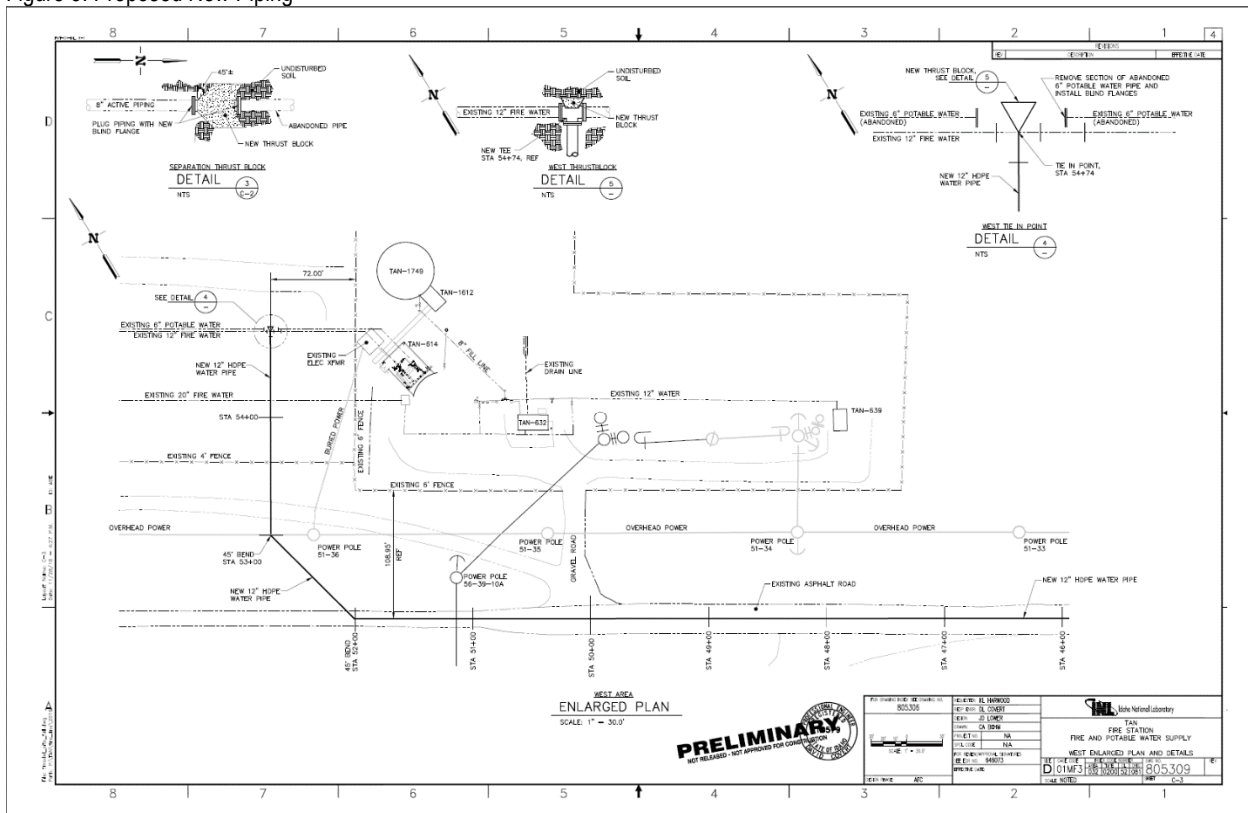 8 7 6 5 4 3 2 1 4
REVISIONS
REV DESCRIPTION EFFECTIVE DATE
D
C
B
A
N
45°±
UNDISTURBED
SOIL
8" ACTIVE PIPING
PLUG PIPING WITH NEW
BLIND FLANGE
ABANDONED PIPE
NEW THRUST BLOCK
SEPARATION THRUST BLOCK
DETAIL 3
NTS C-2
N
UNDISTURBED
SOIL
EXISTING 12" FIRE WATER
NEW THRUST
BLOCK
NEW TEE
STA 54+74, REF
WEST THRUSTBLOCK
DETAIL 5
NTS -
N
NEW THRUST BLOCK,
SEE DETAIL 5
-
REMOVE SECTION OF ABANDONED
6" POTABLE WATER PIPE AND
INSTALL BLIND FLANGES
EXISTING 6" POTABLE WATER
(ABANDONED)
EXISTING 6" POTABLE WATER
(ABANDONED)
EXISTING 12" FIRE WATER
TIE IN POINT,
STA 54+74
NEW 12" HDPE
WATER PIPE
WEST TIE IN POINT
DETAIL 4
NTS -
N
72.00'
TAN-1749
TAN-1612
SEE DETAIL 4
-
EXISTING 6" POTABLE WATER
EXISTING 12" FIRE WATER
TAN-614
EXISTING
ELEC XFMR
8" FILL LINE
EXISTING
DRAIN LINE
NEW 12" HDPE
WATER PIPE
EXISTING 20" FIRE WATER
EXISTING 12" WATER
STA 54+00
TAN-632
TAN-639
BURIED POWER
EXISTING 6' FENCE
EXISTING 4' FENCE
EXISTING 6' FENCE
OVERHEAD POWER
OVERHEAD POWER
OVERHEAD POWER
POWER POLE
51-36
POWER POLE
51-35
POWER POLE
51-34
POWER POLE
51-33
45° BEND
STA 53+00
108.95'
REF
GRAVEL ROAD
POWER POLE
56-39-10A
NEW 12" HDPE
WATER PIPE
EXISTING ASPHALT ROAD
NEW 12" HDPE WATER PIPE
45° BEND
STA 52+00
STA 51+00
STA 50+00
STA 49+00
STA 48+00
STA 47+00
STA 46+00
WEST AREA
ENLARGED PLAN
SCALE: 1" = 30.0'
PRELIMINARY
NOT RELEASED - NOT APPROVED FOR CONSTRUCTION
PROFESSIONAL ENGINEER
REGISTERED
STATE OF IDAHO
DAVID COVERT
805306
KL HARWOOD
DL COVERT
JD LOWER
CA BOHM
NA
NA
INL Idaho National Laboratory
TAN
FIRE STATION
FIRE AND POTABLE WATER SUPPLY
WEST ENLARGED PLAN AND DETAILS
D 01MF3 805309
C-3
8 7 6 5 4 3 2 1